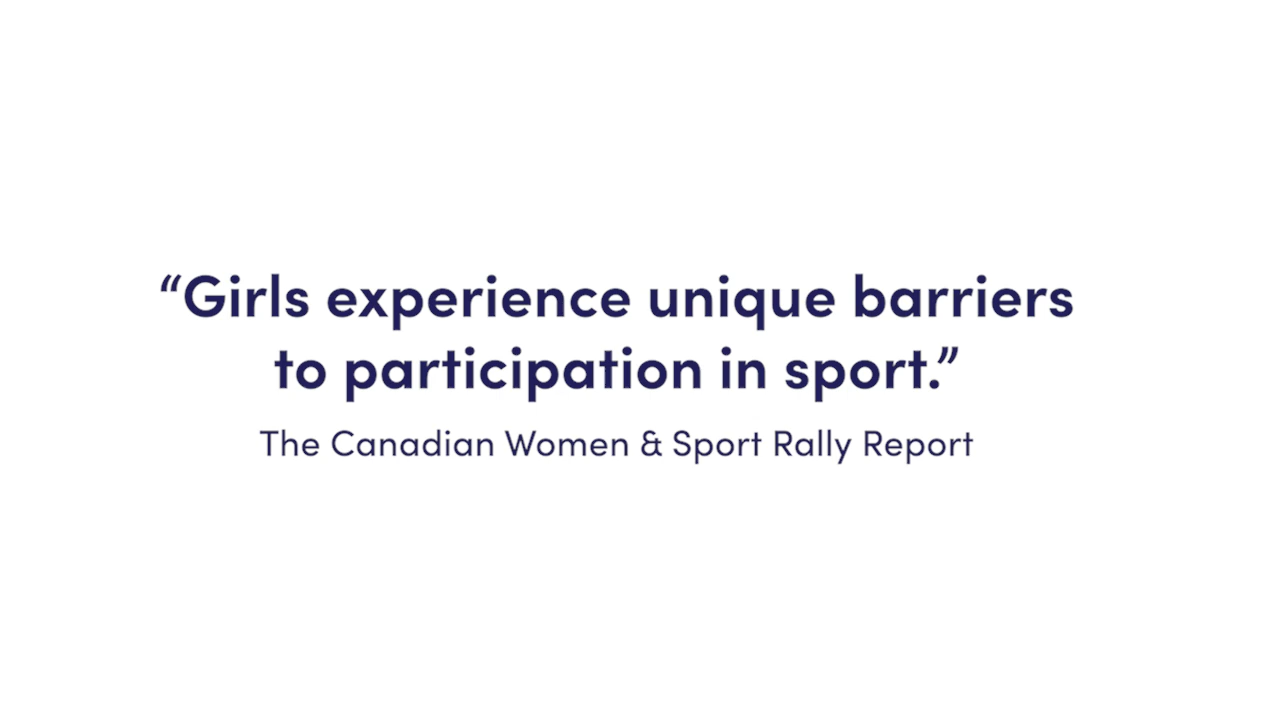 “Girls experience unique barriers
to participation in sport.”
The Canadian Women & Sport Rally Report